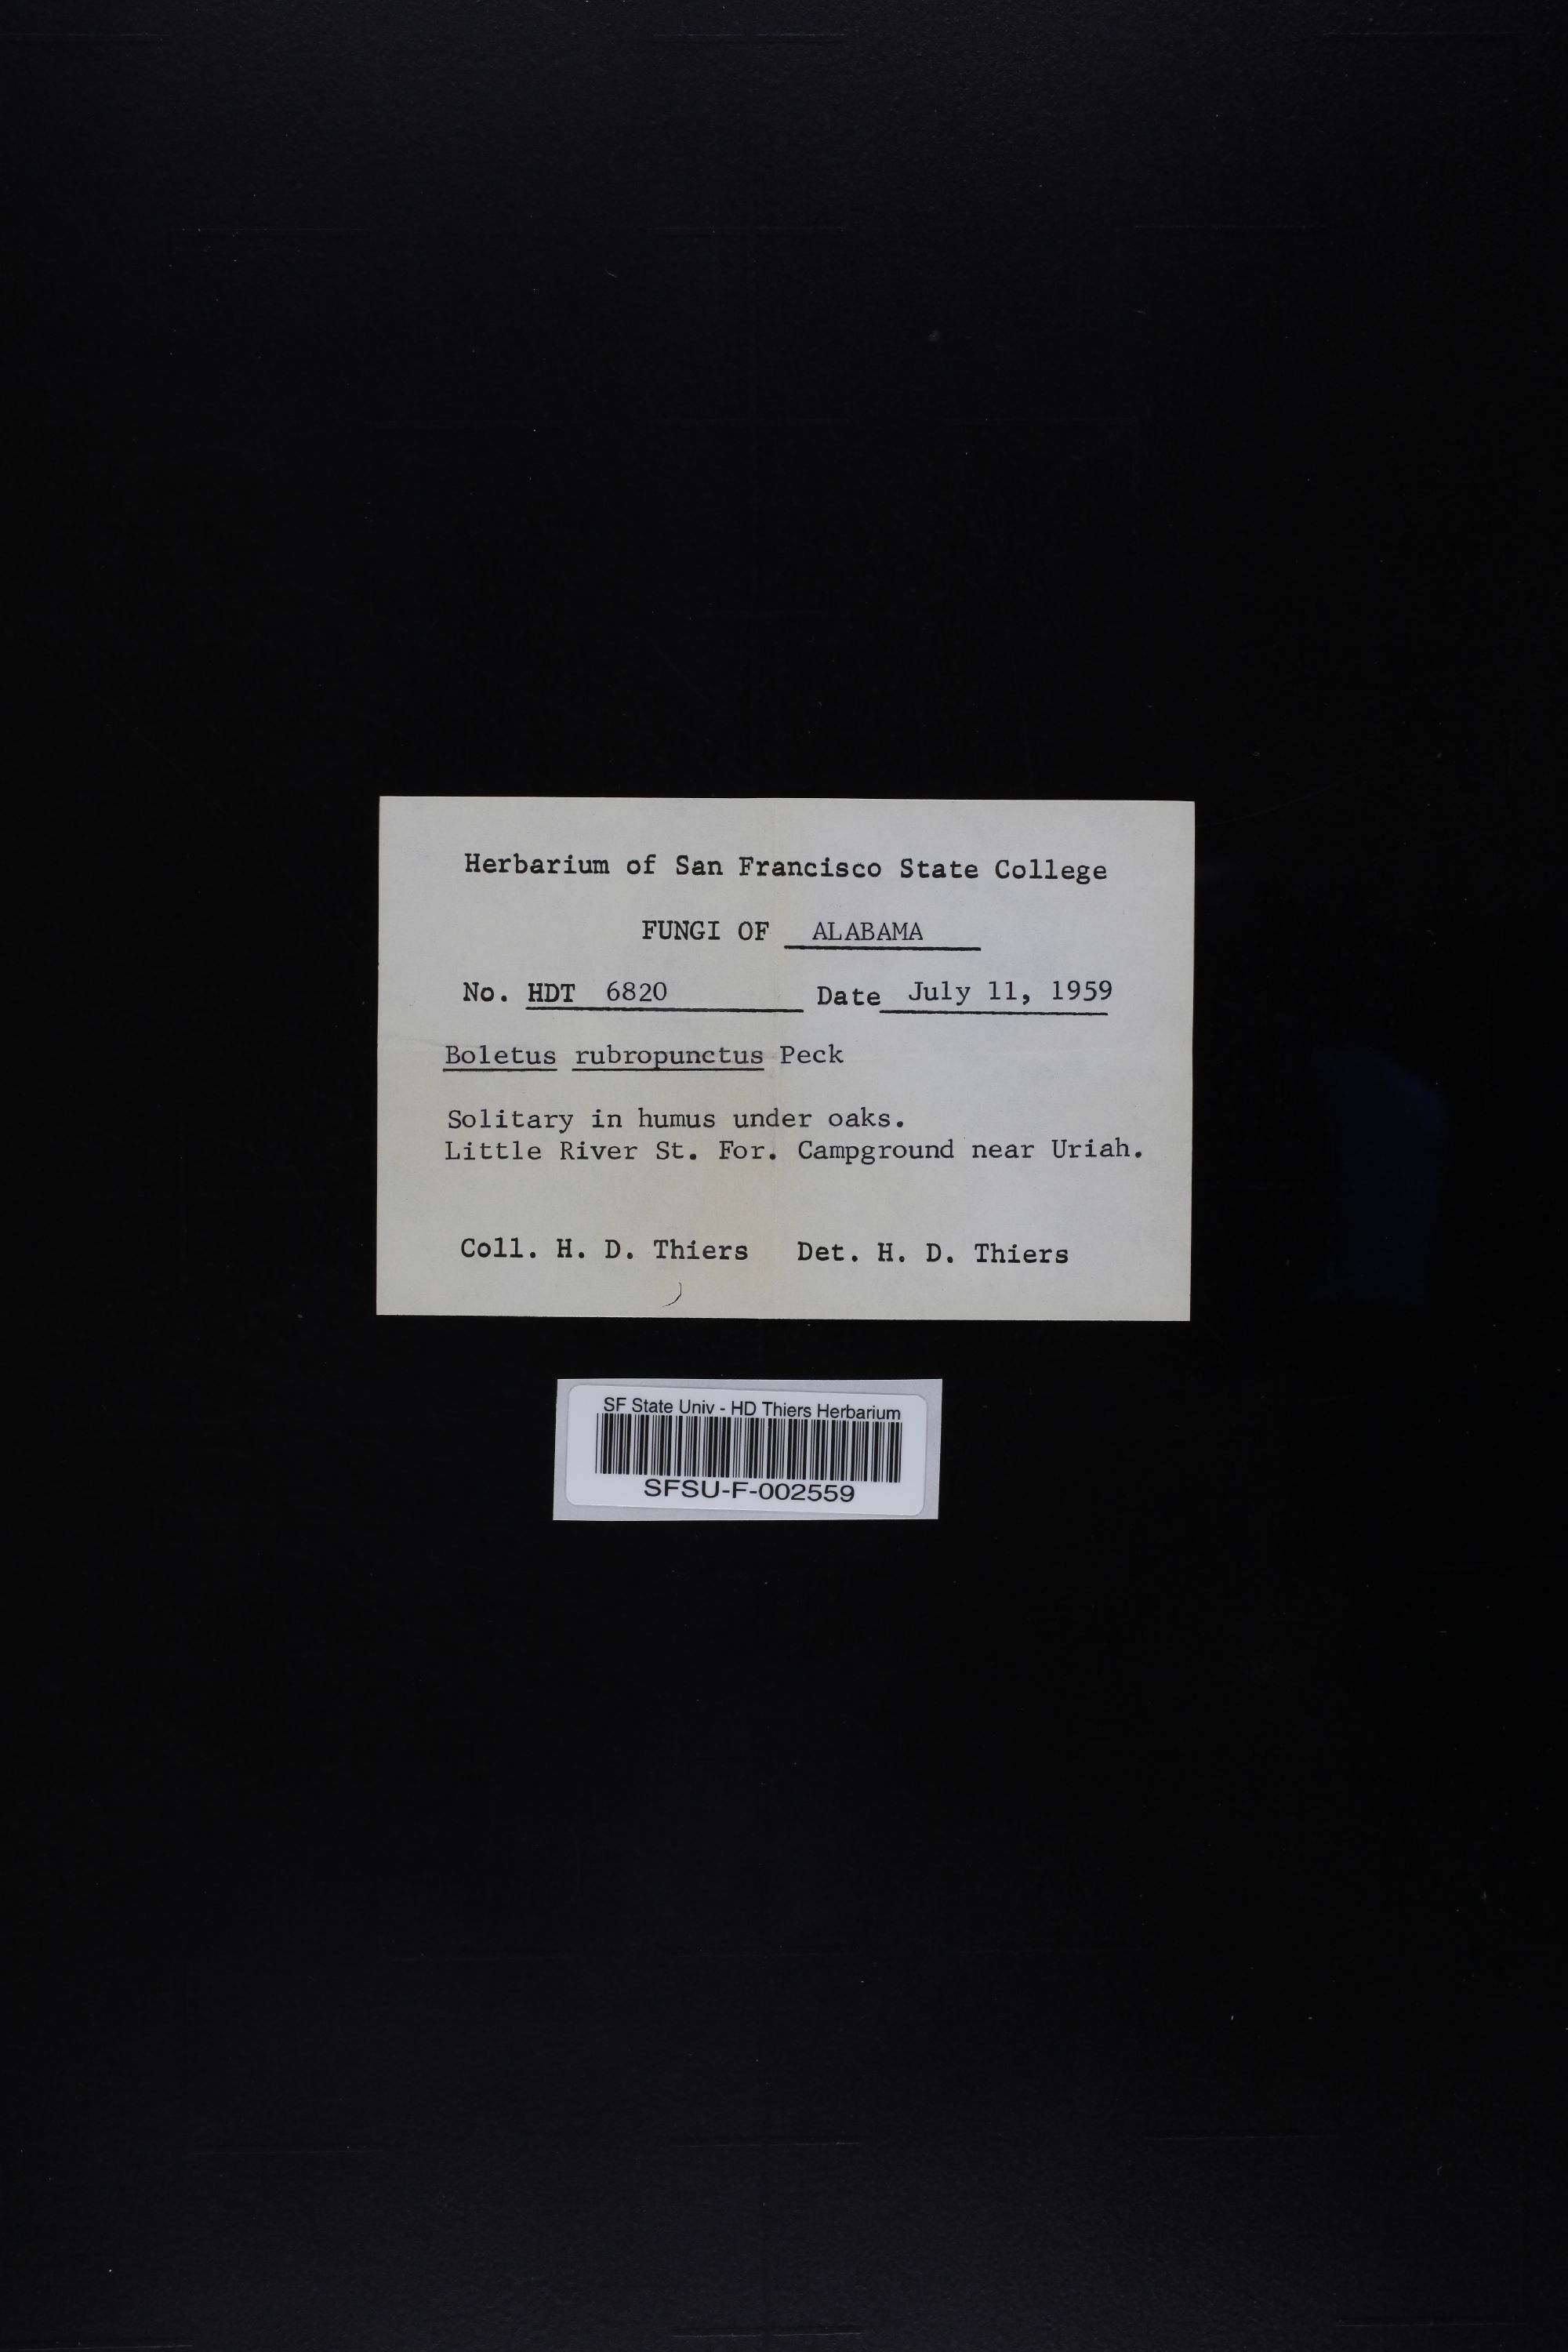 Herbarium of San Francisco State College
FUNGI OF ALABAMA
No. HDT 6820 Date July 11, 1959
Boletus rubropunctus Peck
Solitary in humus under oaks.
Little River St. For. Campground near Uriah.
Coll. H. D. Thiers Det. H. D. Thiers
SF State Univ - HD Thiers Herbarium
SFSU-F-002559